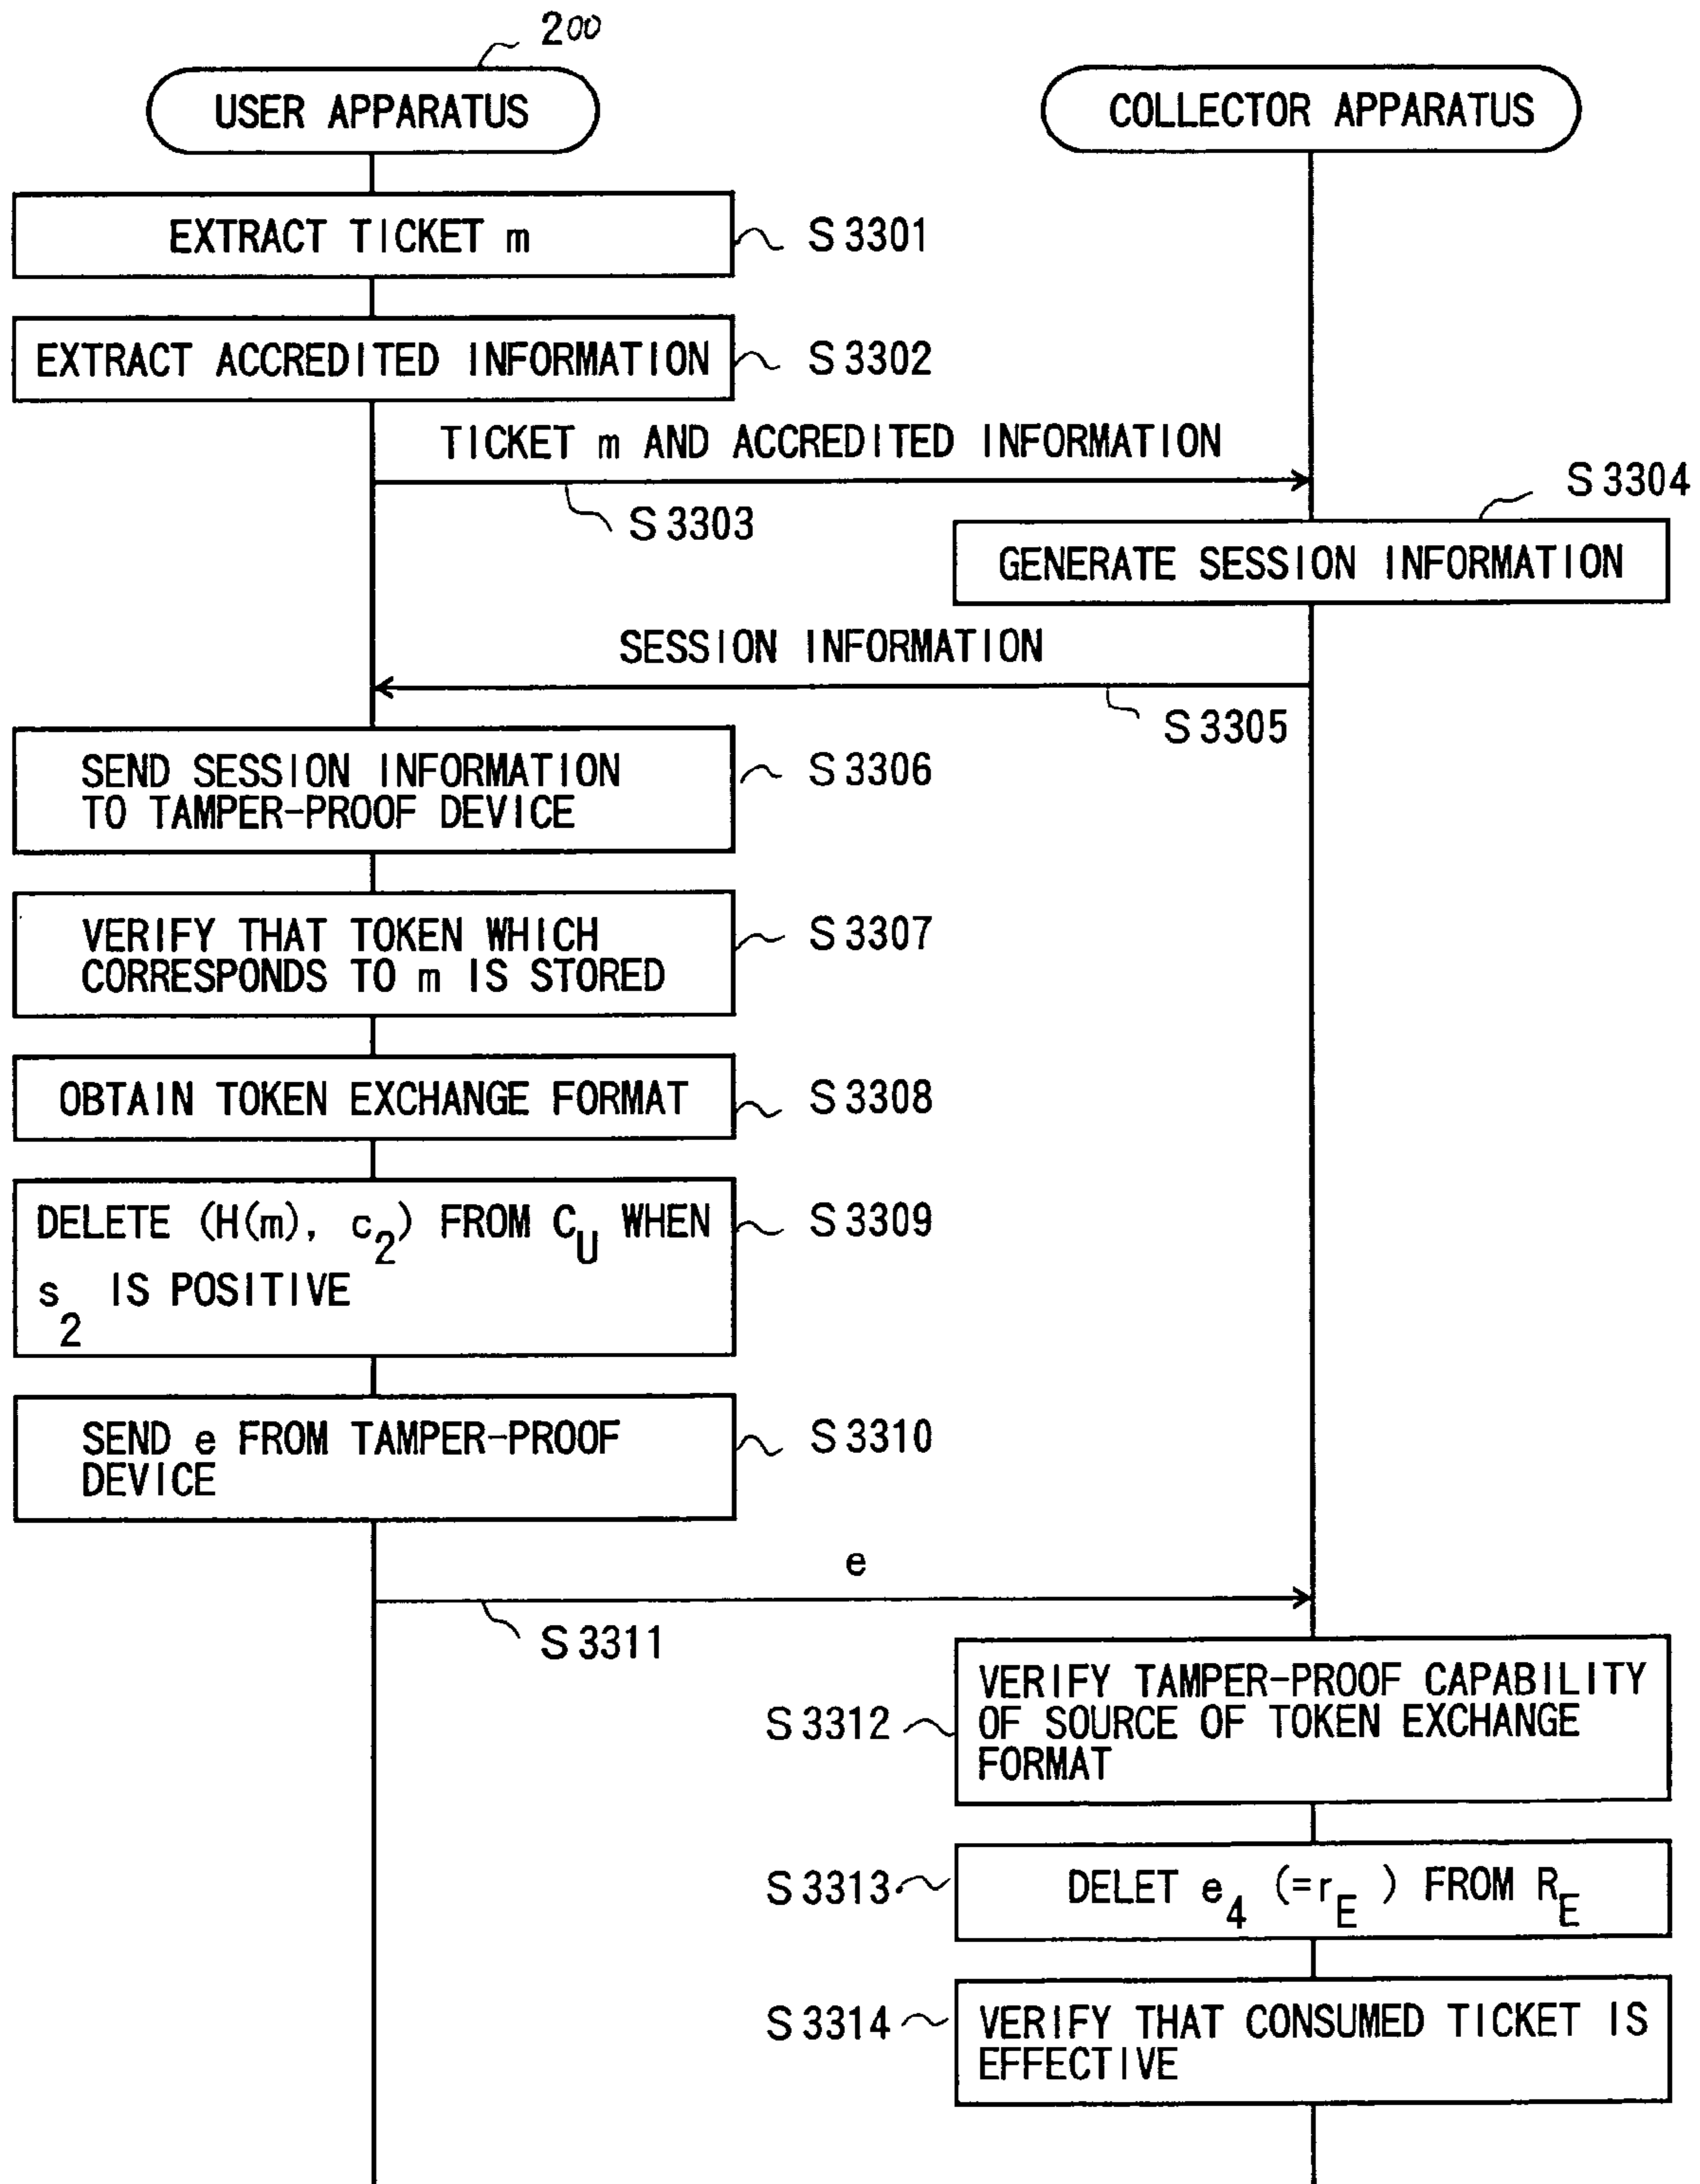 200
USER APPARATUS
COLLECTOR APPARATUS
EXTRACT TICKET m
S3301
EXTRACT ACCREDITED INFORMATION
S3302
TICKET m AND ACCREDITED INFORMATION
S3303
S3304
GENERATE SESSION INFORMATION
SESSION INFORMATION
S3305
SEND SESSION INFORMATION
TO TAMPER-PROOF DEVICE
S3306
VERIFY THAT TOKEN WHICH
CORRESPONDS TO m IS STORED
S3307
OBTAIN TOKEN EXCHANGE FORMAT
S3308
DELETE (H(m), c2) FROM CU WHEN
s2 IS POSITIVE
S3309
SEND e FROM TAMPER-PROOF
DEVICE
S3310
e
S3311
S3312
VERIFY TAMPER-PROOF CAPABILITY
OF SOURCE OF TOKEN EXCHANGE
FORMAT
S3313
DELET e4 (=rE ) FROM RE
S3314
VERIFY THAT CONSUMED TICKET IS
EFFECTIVE